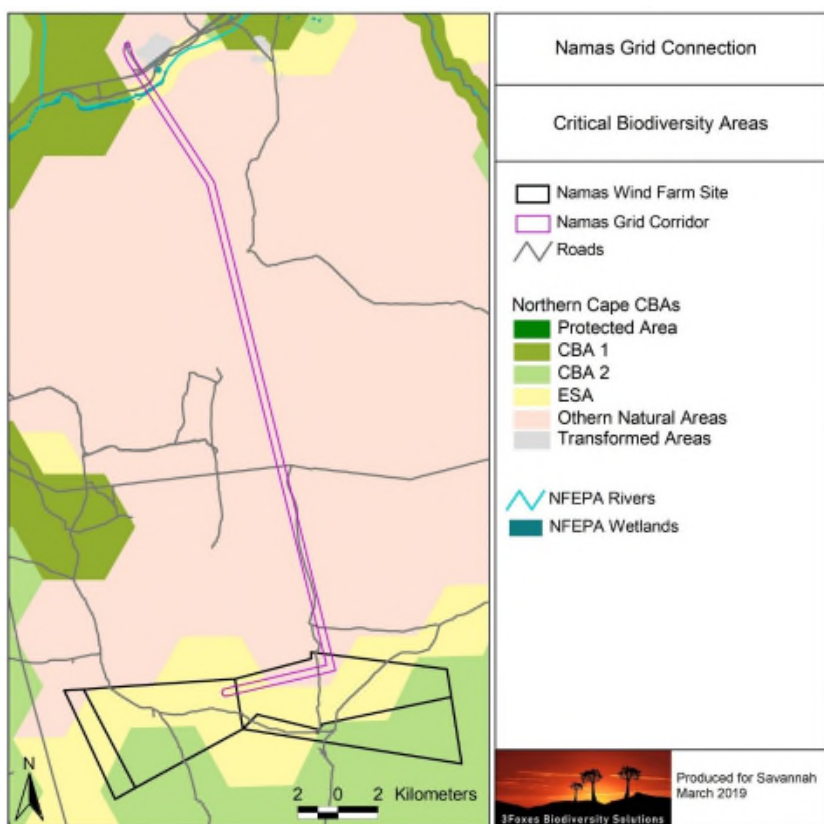 Namas Grid Connection
Critical Biodiversity Areas
Namas Wind Farm Site
Namas Grid Corridor
Roads
Northern Cape CBAs
Protected Area
CBA 1
CBA 2
ESA
Othern Natural Areas
Transformed Areas
NFEPA Rivers
NFEPA Wetlands
N
2 0 2 Kilometers
3Foxes Biodiversity Solutions
Produced for Savannah
March 2019